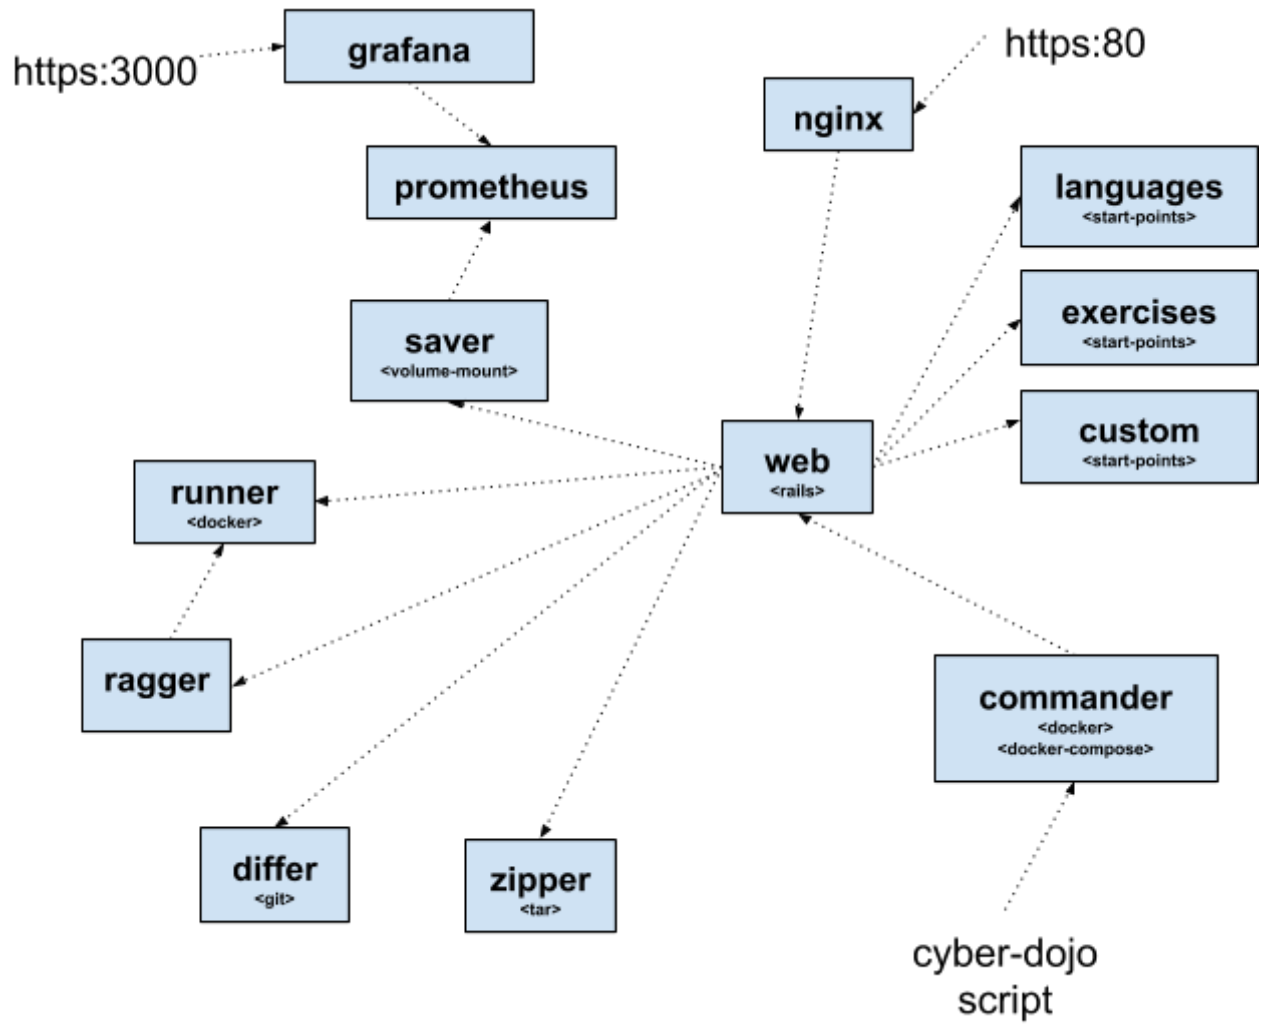 grafana
https:80
https:3000
nginx
prometheus
languages
<start-points>
exercises
<start-points>
saver
<volume-mount>
custom
<start-points>
web
<rails>
runner
<docker>
ragger
commander
<docker>
<docker-compose>
differ
<git>
zipper
<tar>
cyber-dojo
script